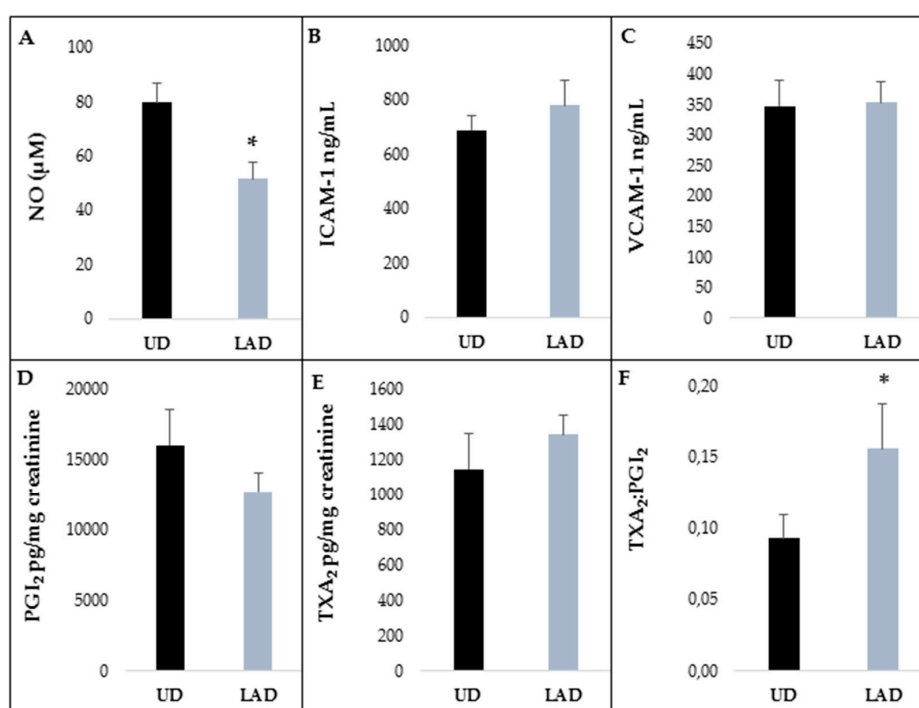 A
NO (µM)
100
80
60
40
20
0
*
UD LAD
B
ICAM-1 ng/mL
1000
800
600
400
200
0
UD LAD
C
VCAM-1 ng/mL
450
400
350
300
250
200
150
100
50
0
UD LAD
D
PGI₂ pg/mg creatinine
20000
15000
10000
5000
0
UD LAD
E
TXA₂ pg/mg creatinine
1600
1400
1200
1000
800
600
400
200
0
UD LAD
F
TXA₂:PGI₂
0,20
0,15
0,10
0,05
0,00
*
UD LAD